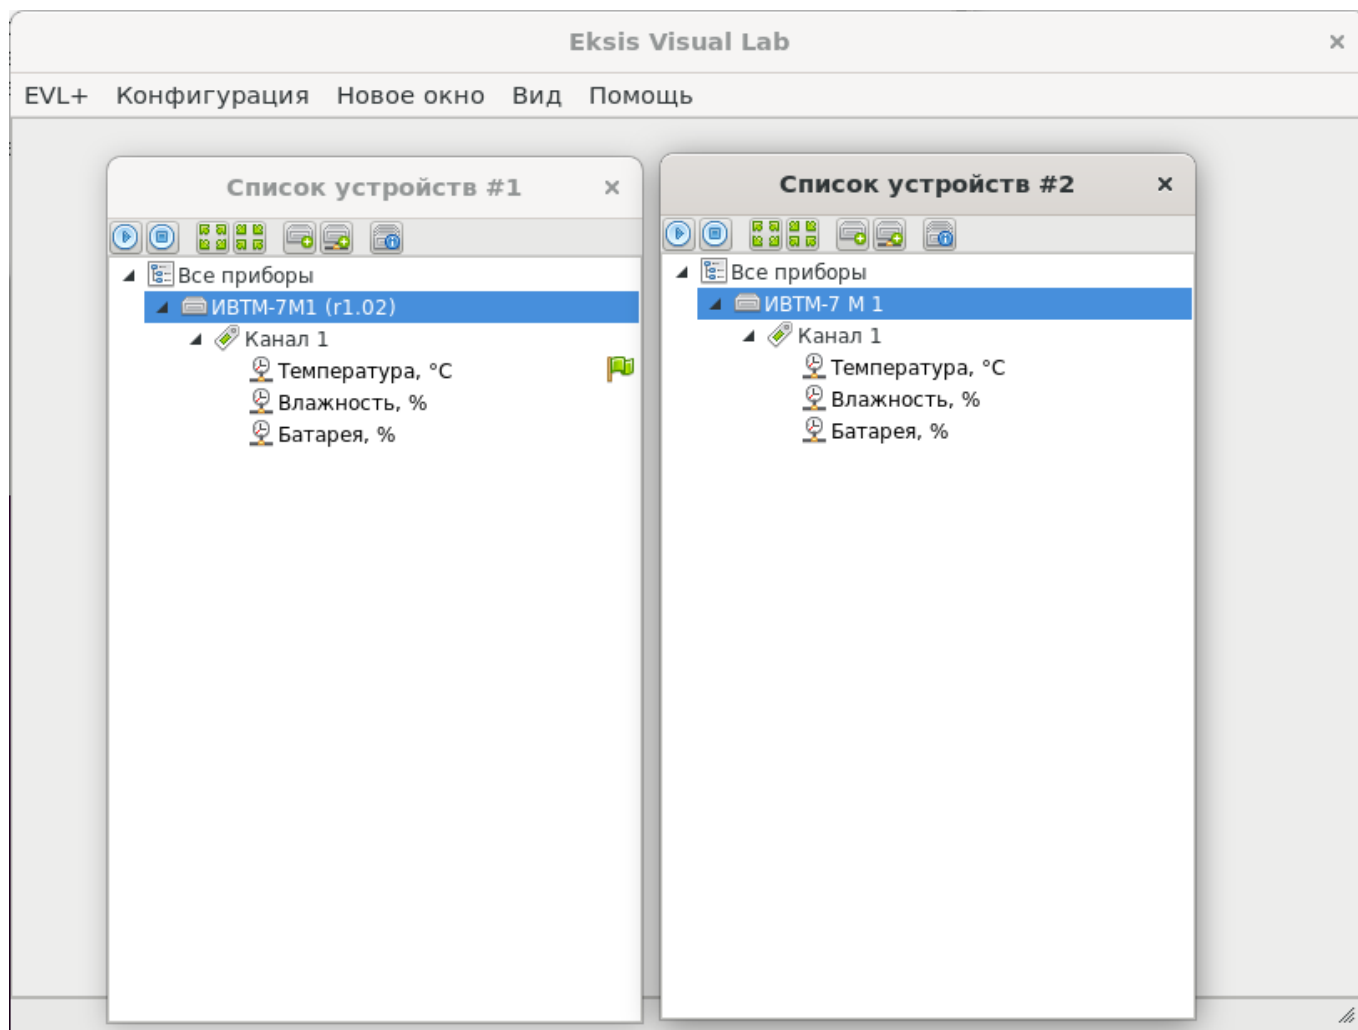 Eksis Visual Lab
EVL+ Конфигурация Новое окно Вид Помощь
Список устройств #1
Все приборы
ИВТМ-7М1 (r1.02)
Канал 1
Температура, °C
Влажность, %
Батарея, %
Список устройств #2
Все приборы
ИВТМ-7 М 1
Канал 1
Температура, °C
Влажность, %
Батарея, %